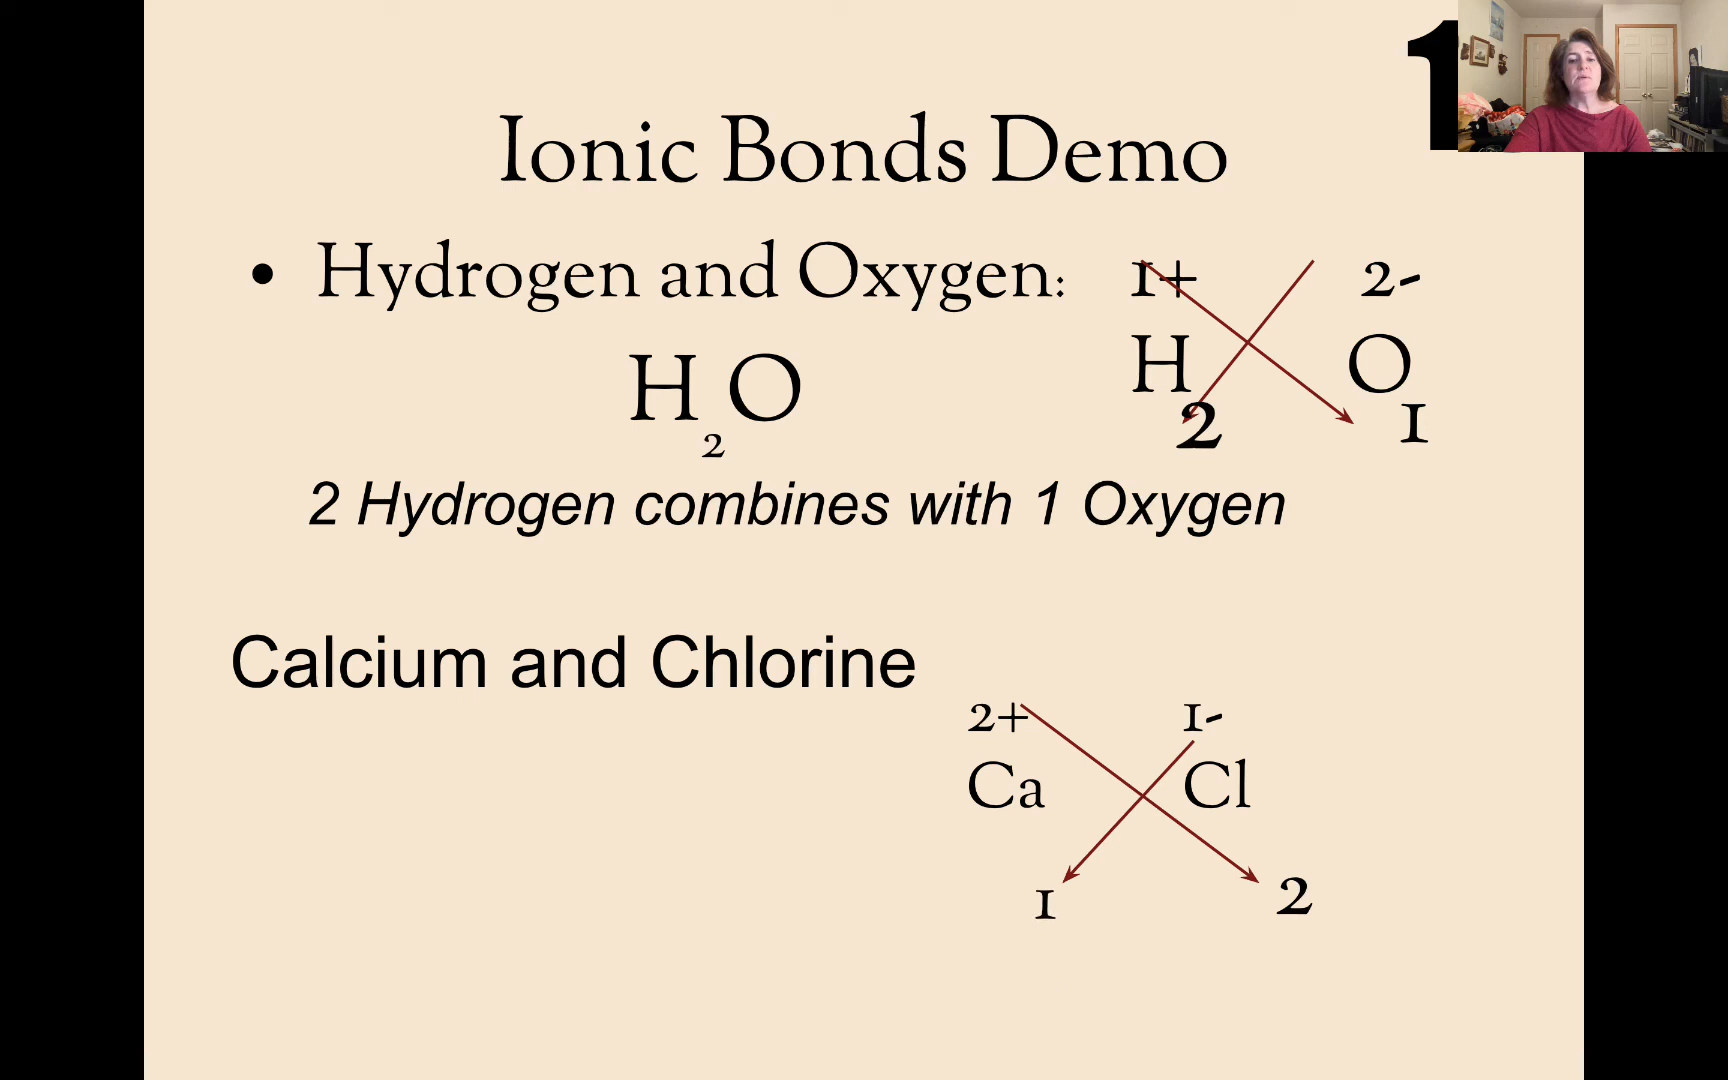 1
Ionic Bonds Demo
• Hydrogen and Oxygen: 1+ 2-
H2O H O
2 1
2 Hydrogen combines with 1 Oxygen
Calcium and Chlorine
2+ 1-
Ca Cl
1 2